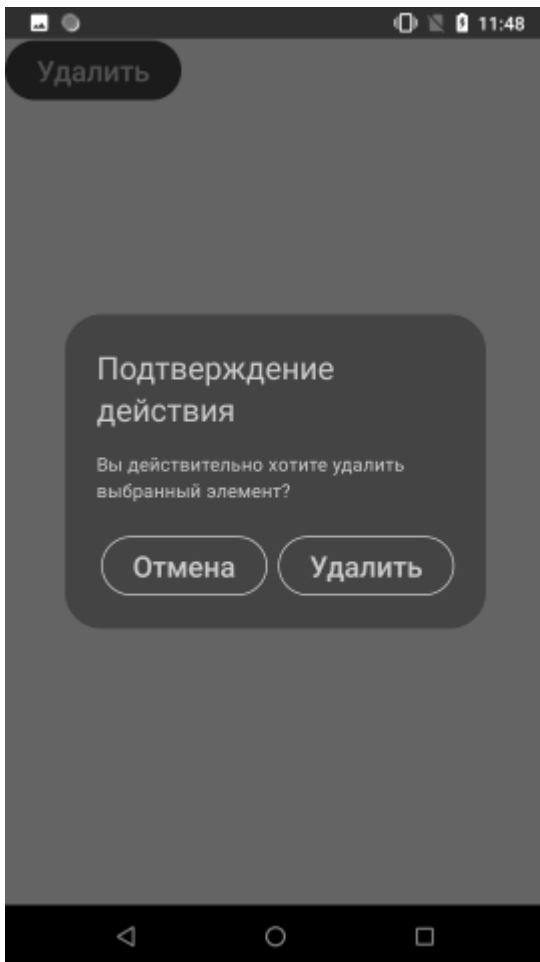 11:48
Удалить
Подтверждение
действия
Вы действительно хотите удалить
выбранный элемент?
Отмена
Удалить